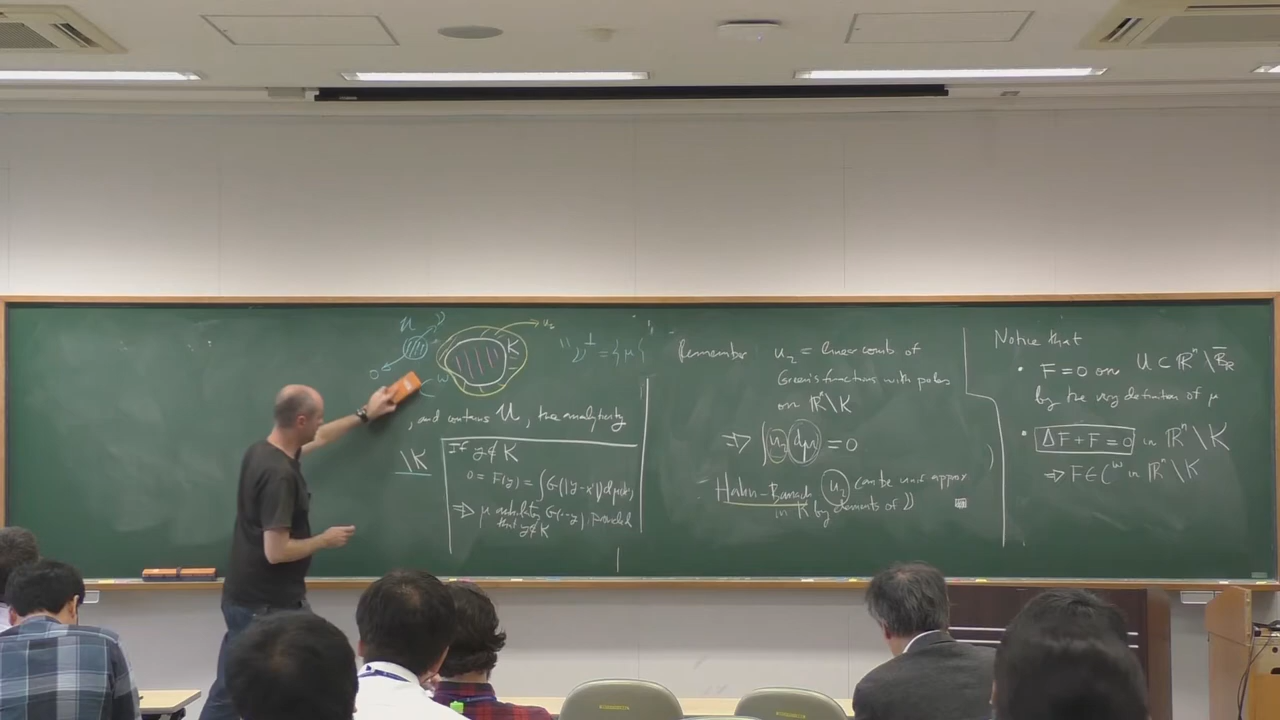 U
K
u₂
w
"𝒱^⊥ = {μ}"
, and contains U, the analyticity
\K
If y ∉ K
0 = F(y) = ∫G(|y-x|)dμ(x)
⇒ μ annihilates G(·-y), provided
that y ∉ K
Remember u₂ = linear comb of
Green's functions with poles
on ℝⁿ\K
⇒ ∫u₂ dμ = 0
Hahn-Banach u₂ can be unif approx
in K by elements of 𝒱
Notice that
• F = 0 on U ⊂ ℝⁿ\B̄_R
by the very definition of μ
• ΔF + F = 0 in ℝⁿ\K
⇒ F ∈ C^ω in ℝⁿ\K